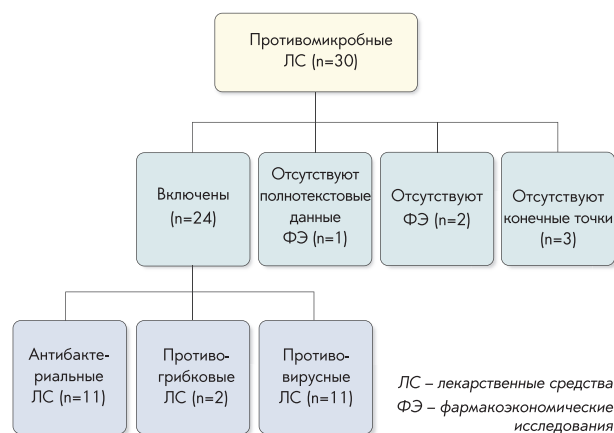 Противомикробные
ЛС (n=30)
Включены
(n=24)
Отсутствуют
полнотекстовые
данные
ФЭ (n=1)
Отсутствуют
ФЭ (n=2)
Отсутствуют
конечные точки
(n=3)
Антибакте-
риальные
ЛС (n=11)
Противо-
грибковые
ЛС (n=2)
Противо-
вирусные
ЛС (n=11)
ЛС – лекарственные средства
ФЭ – фармакоэкономические
исследования